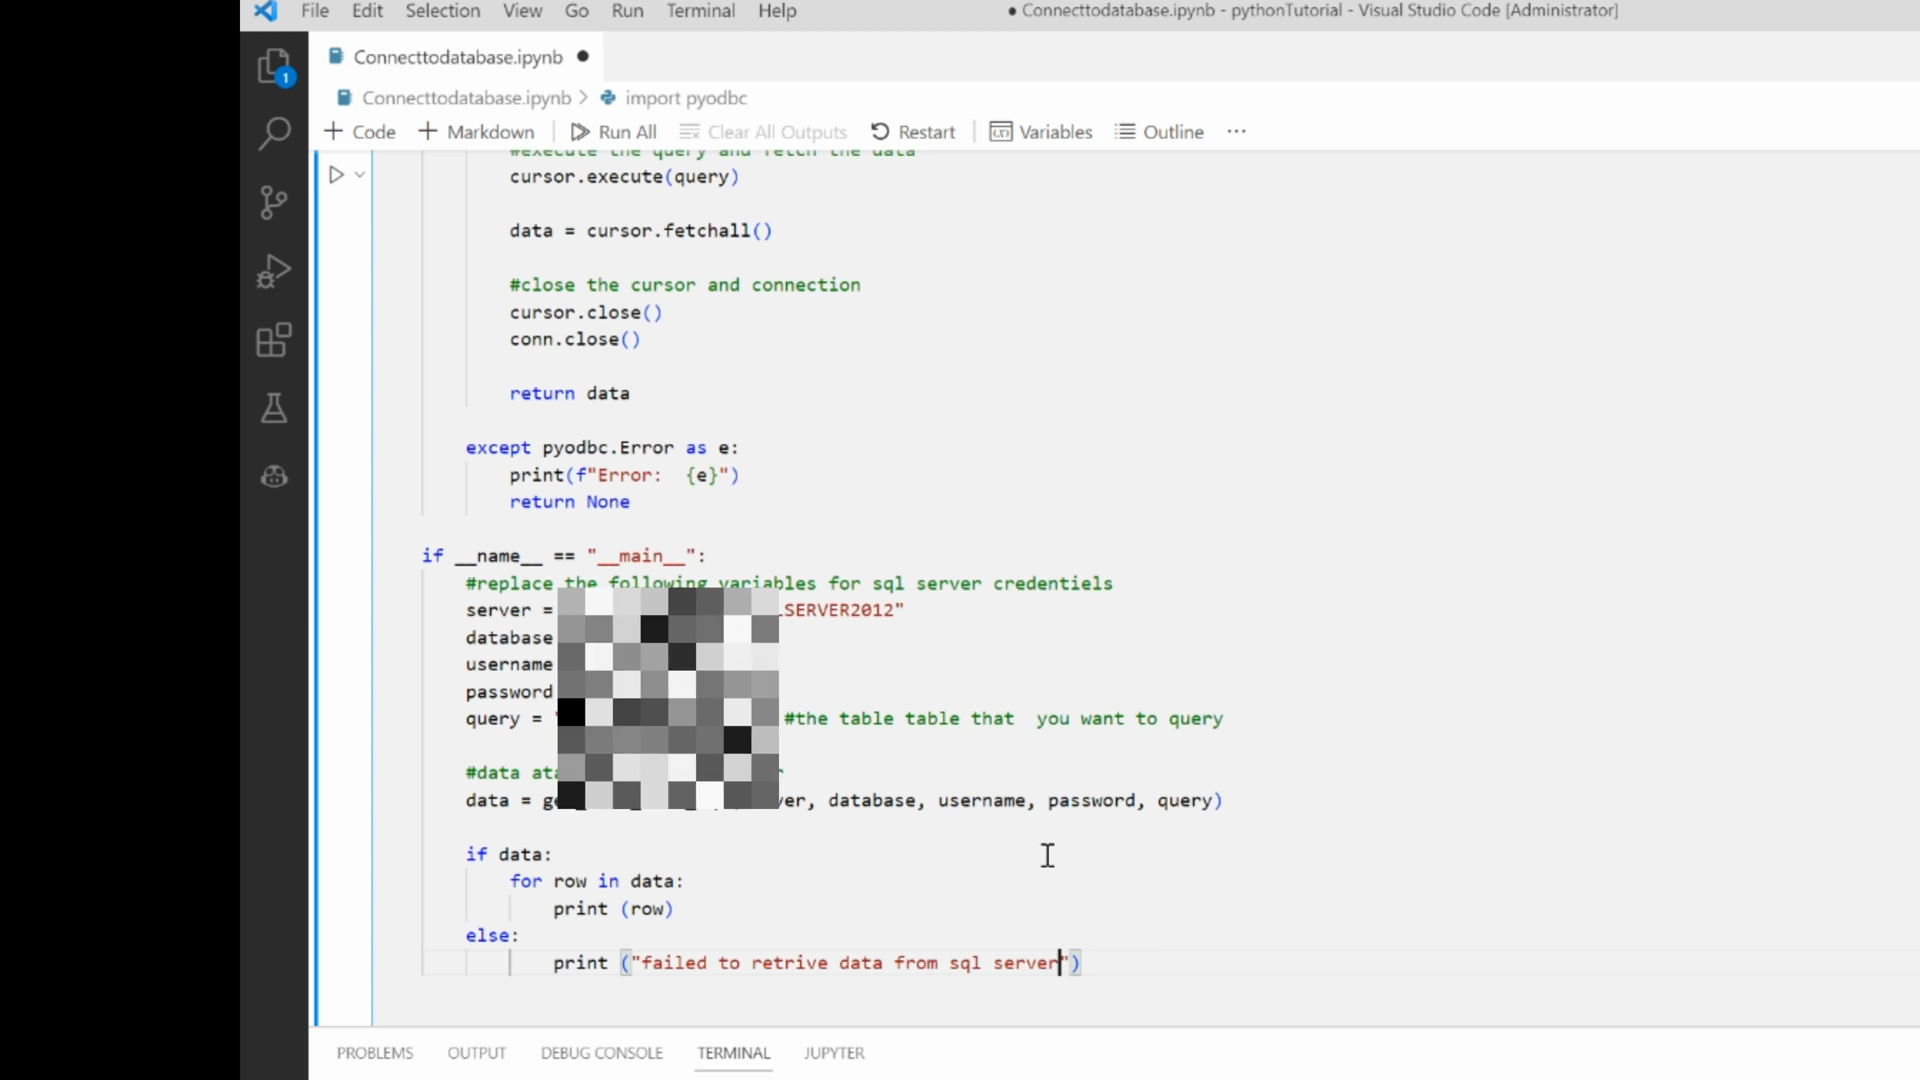 File Edit Selection View Go Run Terminal Help
● Connecttodatabase.ipynb - pythonTutorial - Visual Studio Code [Administrator]
1
Connecttodatabase.ipynb ●
Connecttodatabase.ipynb > import pyodbc
+ Code + Markdown Run All Clear All Outputs Restart Variables Outline ···
#execute the query and fetch the data
cursor.execute(query)
data = cursor.fetchall()
#close the cursor and connection
cursor.close()
conn.close()
return data
except pyodbc.Error as e:
print(f"Error:  {e}")
return None
if __name__ == "__main__":
#replace the following variables for sql server credentiels
server = SERVER2012"
database
username
password
query = #the table table that  you want to query
#data
data = database, username, password, query)
if data:
for row in data:
print (row)
else:
print ("failed to retrive data from sql server")
PROBLEMS OUTPUT DEBUG CONSOLE TERMINAL JUPYTER